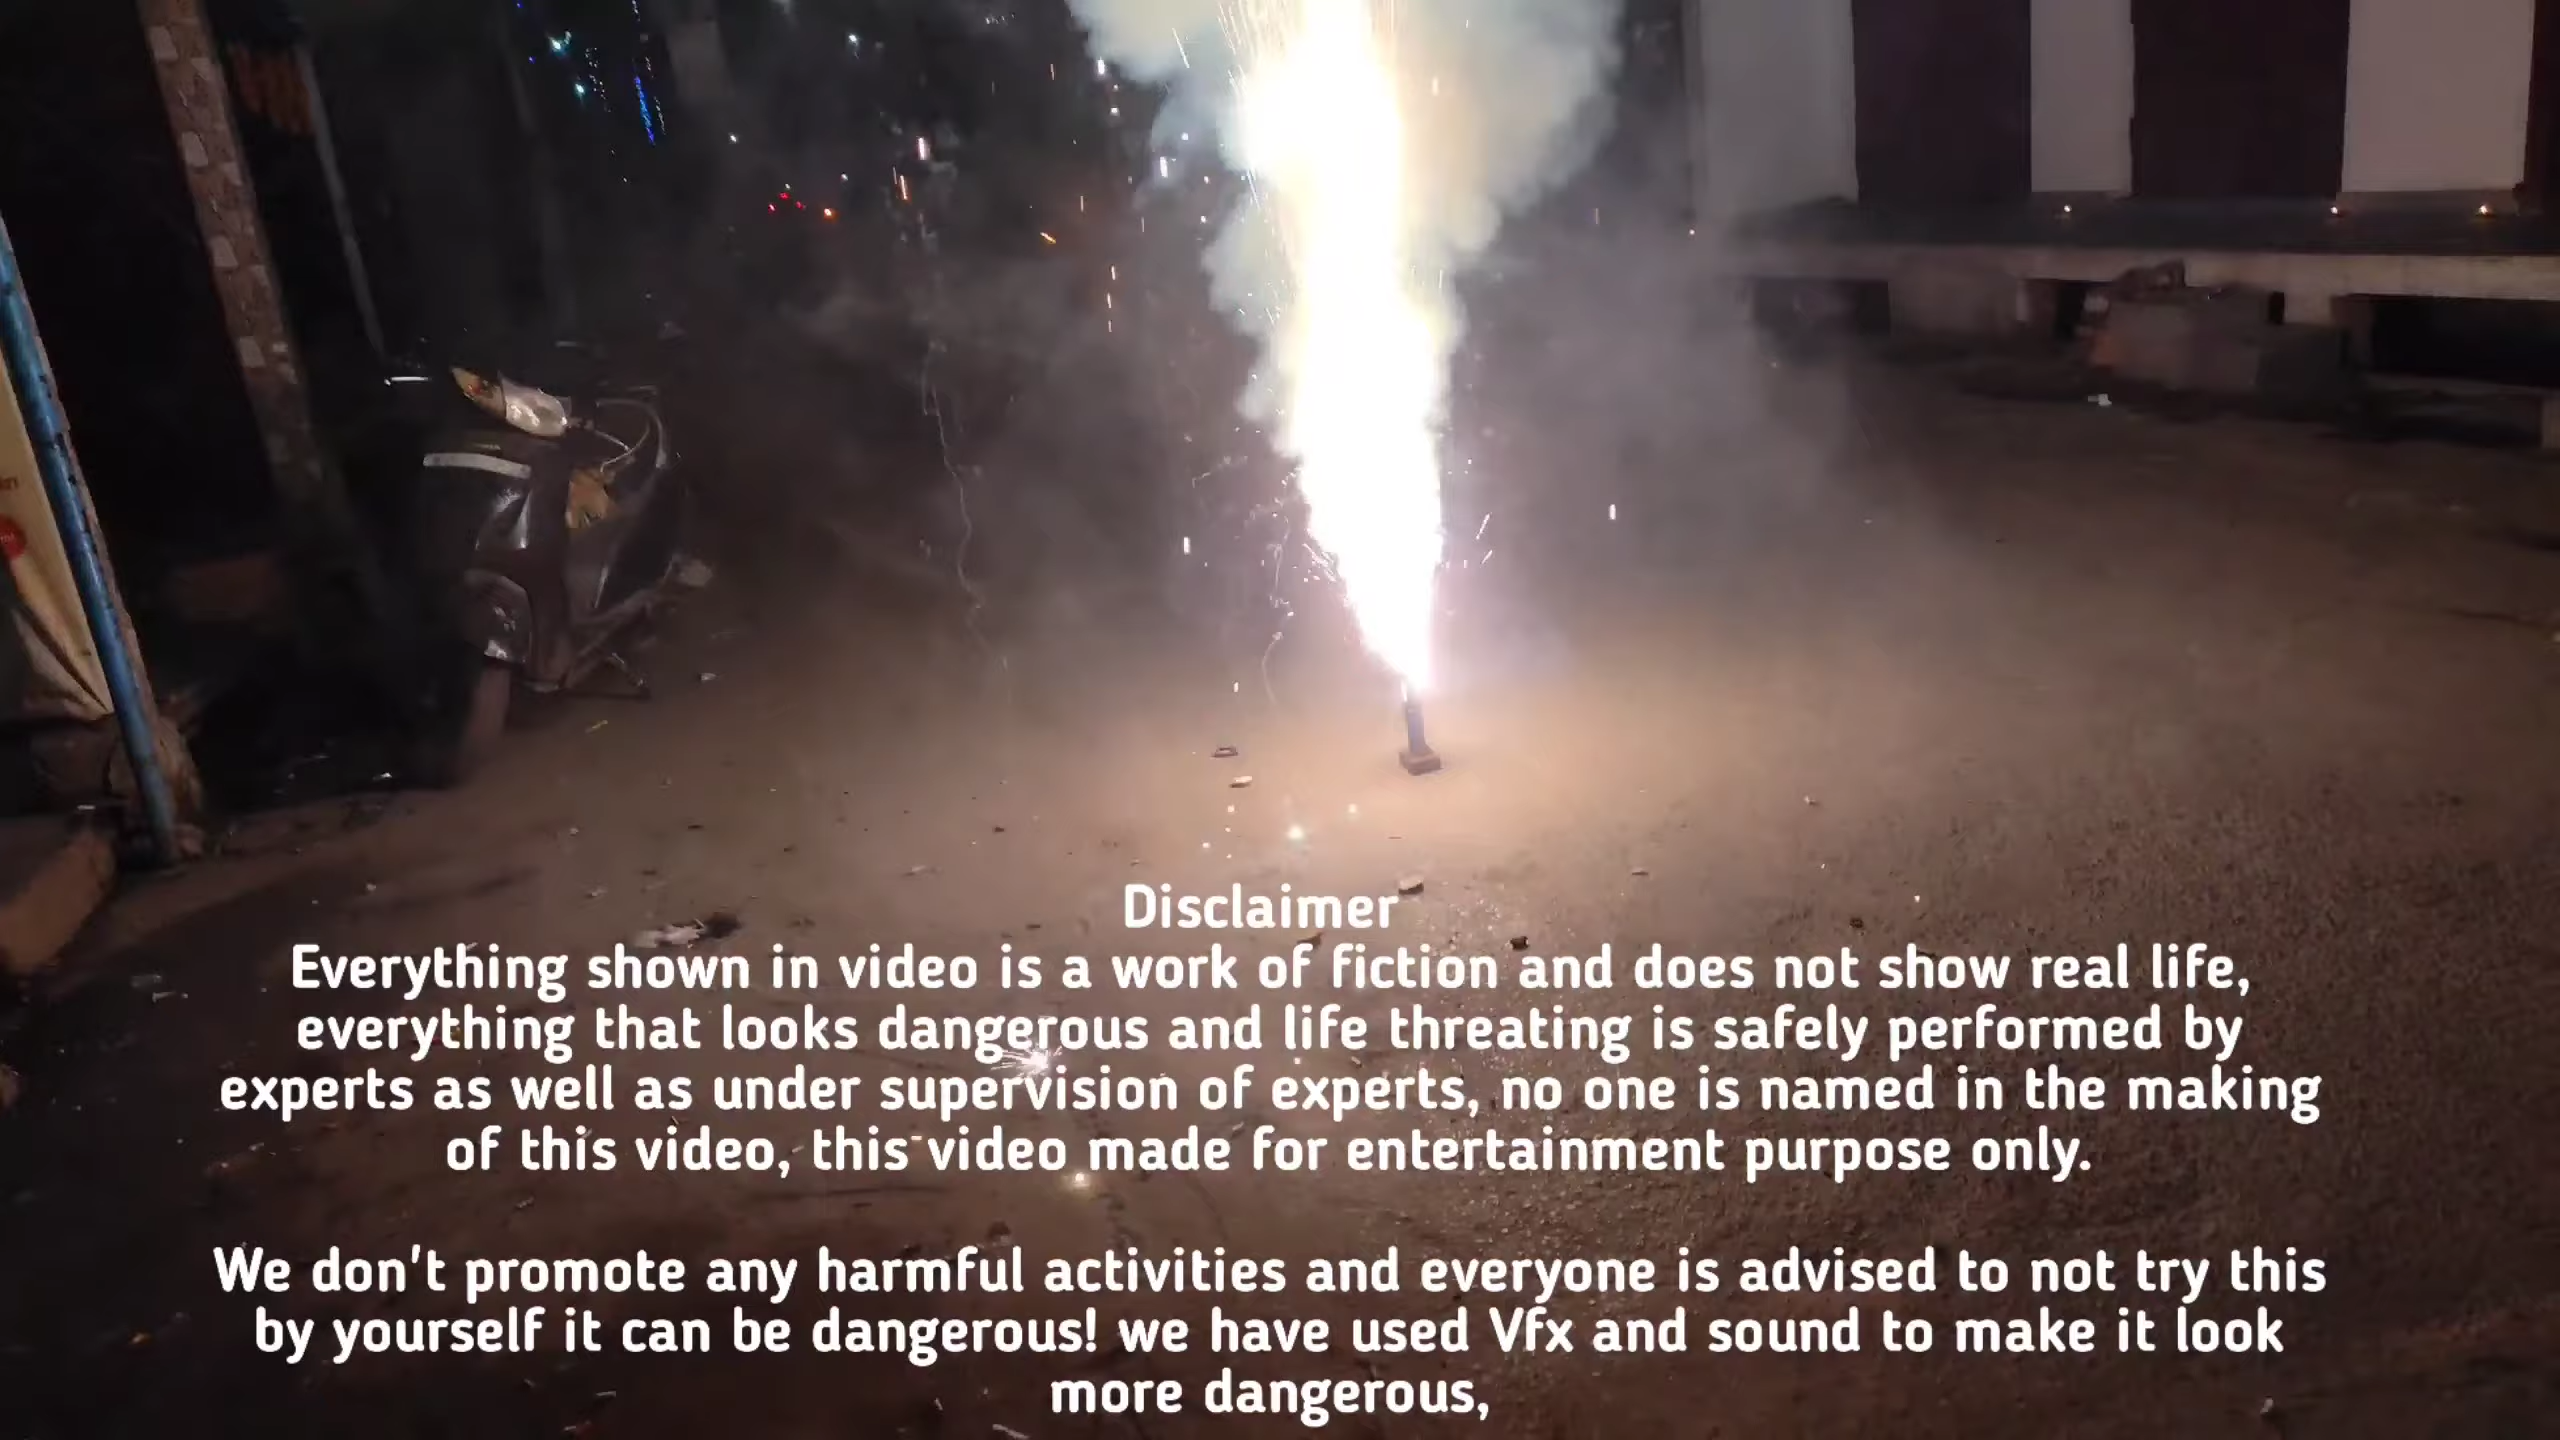 Disclaimer
Everything shown in video is a work of fiction and does not show real life,
everything that looks dangerous and life threating is safely performed by
experts as well as under supervision of experts, no one is named in the making
of this video, this video made for entertainment purpose only.
We don't promote any harmful activities and everyone is advised to not try this
by yourself it can be dangerous! we have used Vfx and sound to make it look
more dangerous,